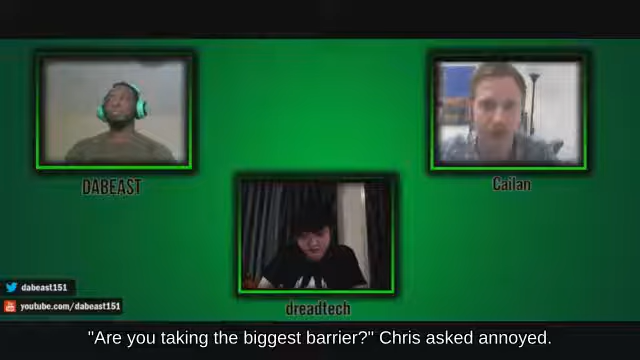 DABEAST
Cailan
dreadtech
dabeast151
youtube.com/dabeast151
"Are you taking the biggest barrier?" Chris asked annoyed.